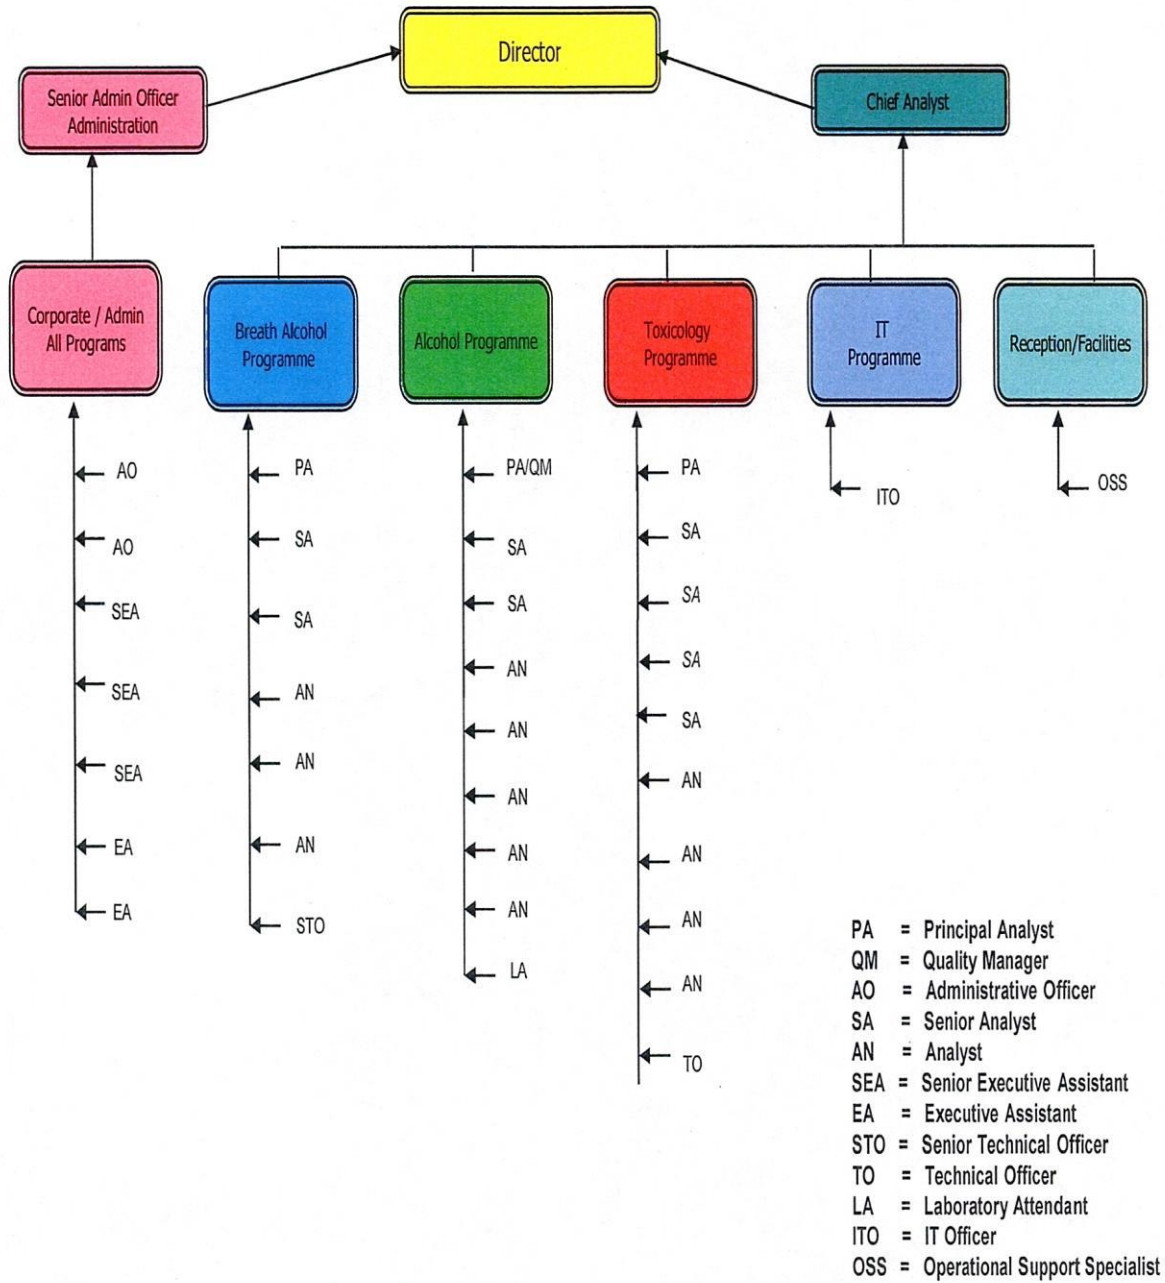 Director
Senior Admin Officer
Administration
Chief Analyst
Corporate / Admin
All Programs
Breath Alcohol
Programme
Alcohol Programme
Toxicology
Programme
IT
Programme
Reception/Facilities
AO
AO
SEA
SEA
SEA
EA
EA
PA
SA
SA
AN
AN
AN
STO
PA/QM
SA
SA
AN
AN
AN
AN
AN
LA
PA
SA
SA
SA
SA
AN
AN
AN
AN
TO
ITO
OSS
PA = Principal Analyst
QM = Quality Manager
AO = Administrative Officer
SA = Senior Analyst
AN = Analyst
SEA = Senior Executive Assistant
EA = Executive Assistant
STO = Senior Technical Officer
TO = Technical Officer
LA = Laboratory Attendant
ITO = IT Officer
OSS = Operational Support Specialist